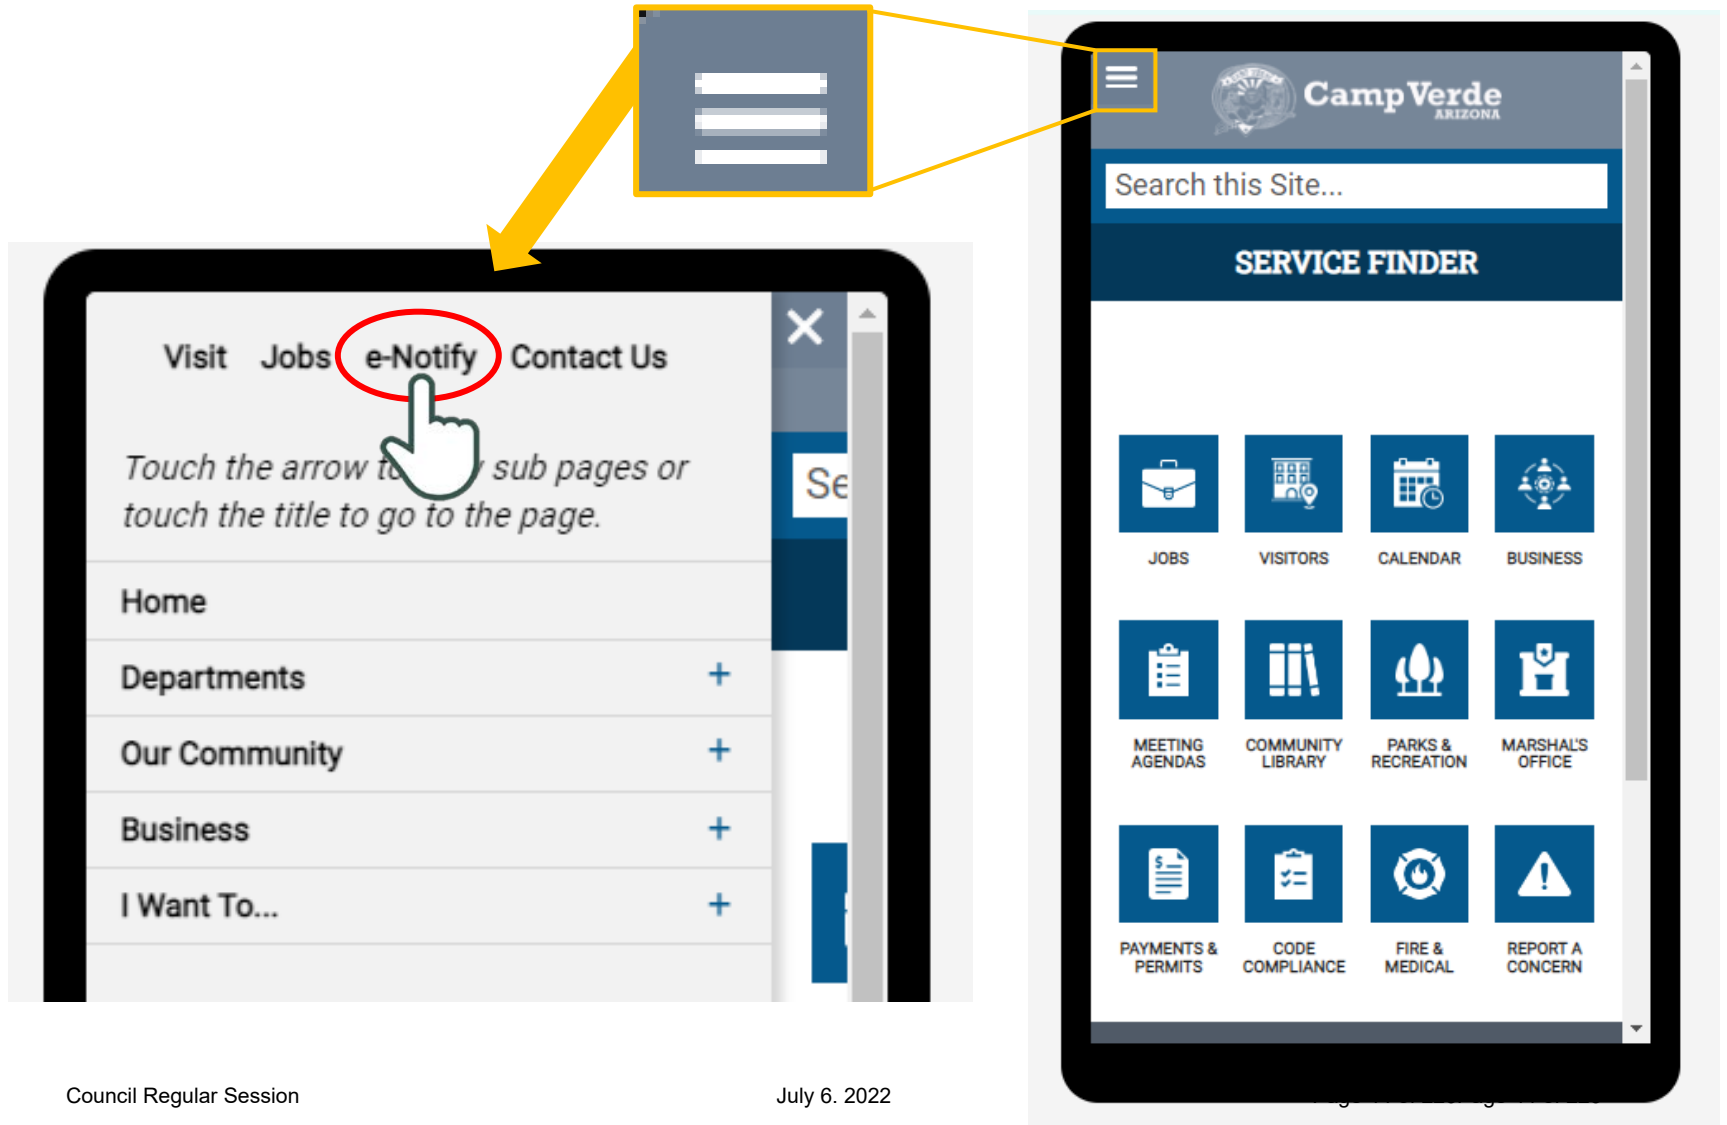 CAMP VERDE
Camp Verde
ARIZONA
Search this Site...
SERVICE FINDER
JOBS
VISITORS
CALENDAR
BUSINESS
MEETING
AGENDAS
COMMUNITY
LIBRARY
PARKS &
RECREATION
MARSHAL'S
OFFICE
PAYMENTS &
PERMITS
CODE
COMPLIANCE
FIRE &
MEDICAL
REPORT A
CONCERN
Visit Jobs e-Notify Contact Us
Touch the arrow sub pages or
touch the title to go to the page.
Se
Home
Departments +
Our Community +
Business +
I Want To... +
Council Regular Session
July 6. 2022